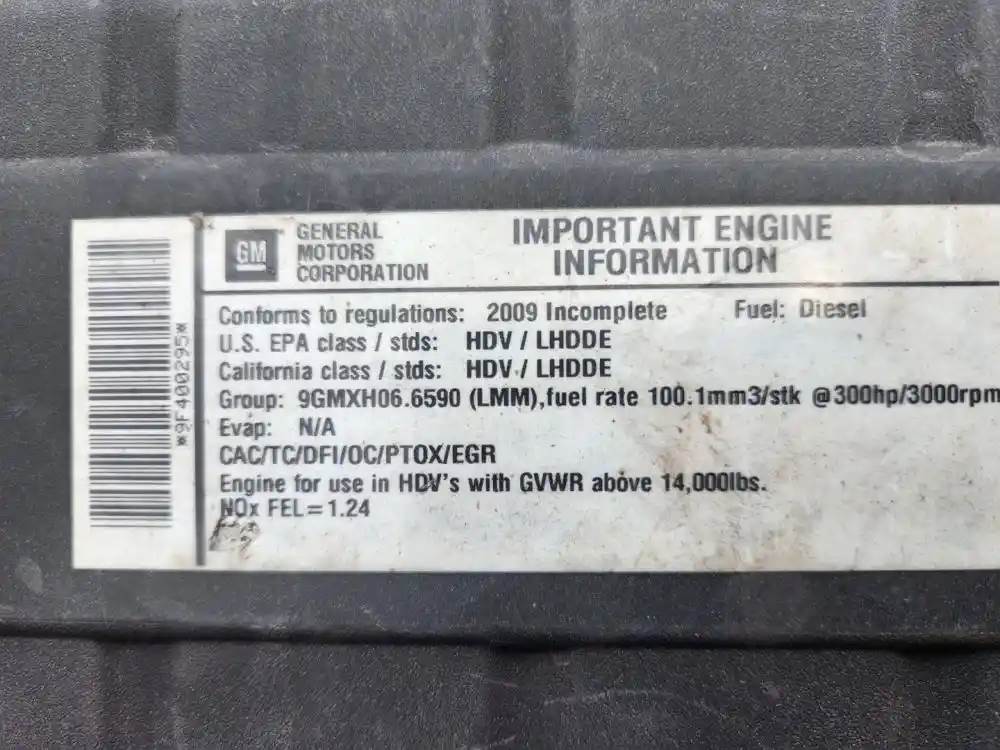 GM
GENERAL
MOTORS
CORPORATION
IMPORTANT ENGINE
INFORMATION
Conforms to regulations: 2009 Incomplete Fuel: Diesel
U.S. EPA class / stds: HDV / LHDDE
California class / stds: HDV / LHDDE
Group: 9GMXH06.6590 (LMM),fuel rate 100.1mm3/stk @300hp/3000rpm
Evap: N/A
CAC/TC/DFI/OC/PTOX/EGR
Engine for use in HDV's with GVWR above 14,000lbs.
NOx FEL=1.24
*9F400295*